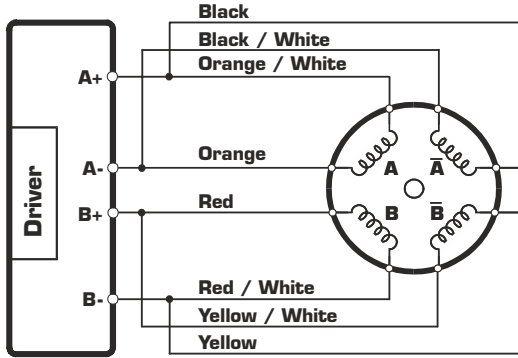 Black
Black / White
Orange / White
A+
Orange
A-
A
A̅
Driver
B+
Red
B
B̅
B-
Red / White
Yellow / White
Yellow